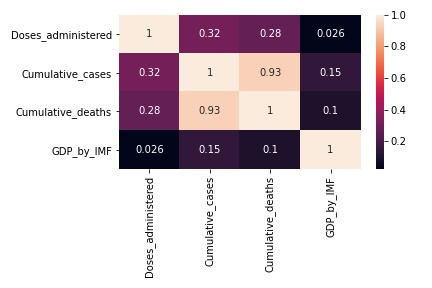 Doses_administered 1 0.32 0.28 0.026
Cumulative_cases 0.32 1 0.93 0.15
Cumulative_deaths 0.28 0.93 1 0.1
GDP_by_IMF 0.026 0.15 0.1 1
Doses_administered
Cumulative_cases
Cumulative_deaths
GDP_by_IMF
1.0
0.8
0.6
0.4
0.2